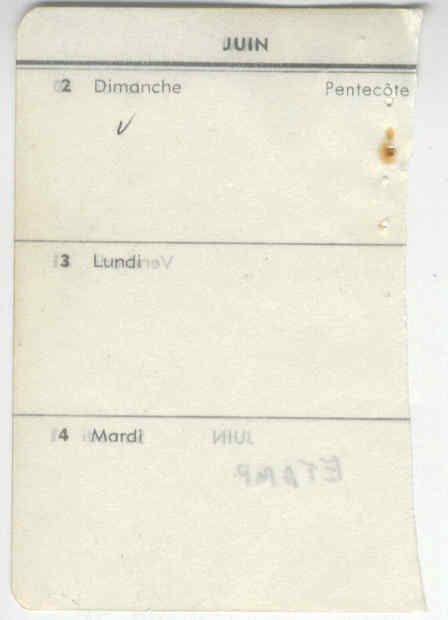 JUIN
2 Dimanche Pentecôte
3 Lundi
4 Mardi